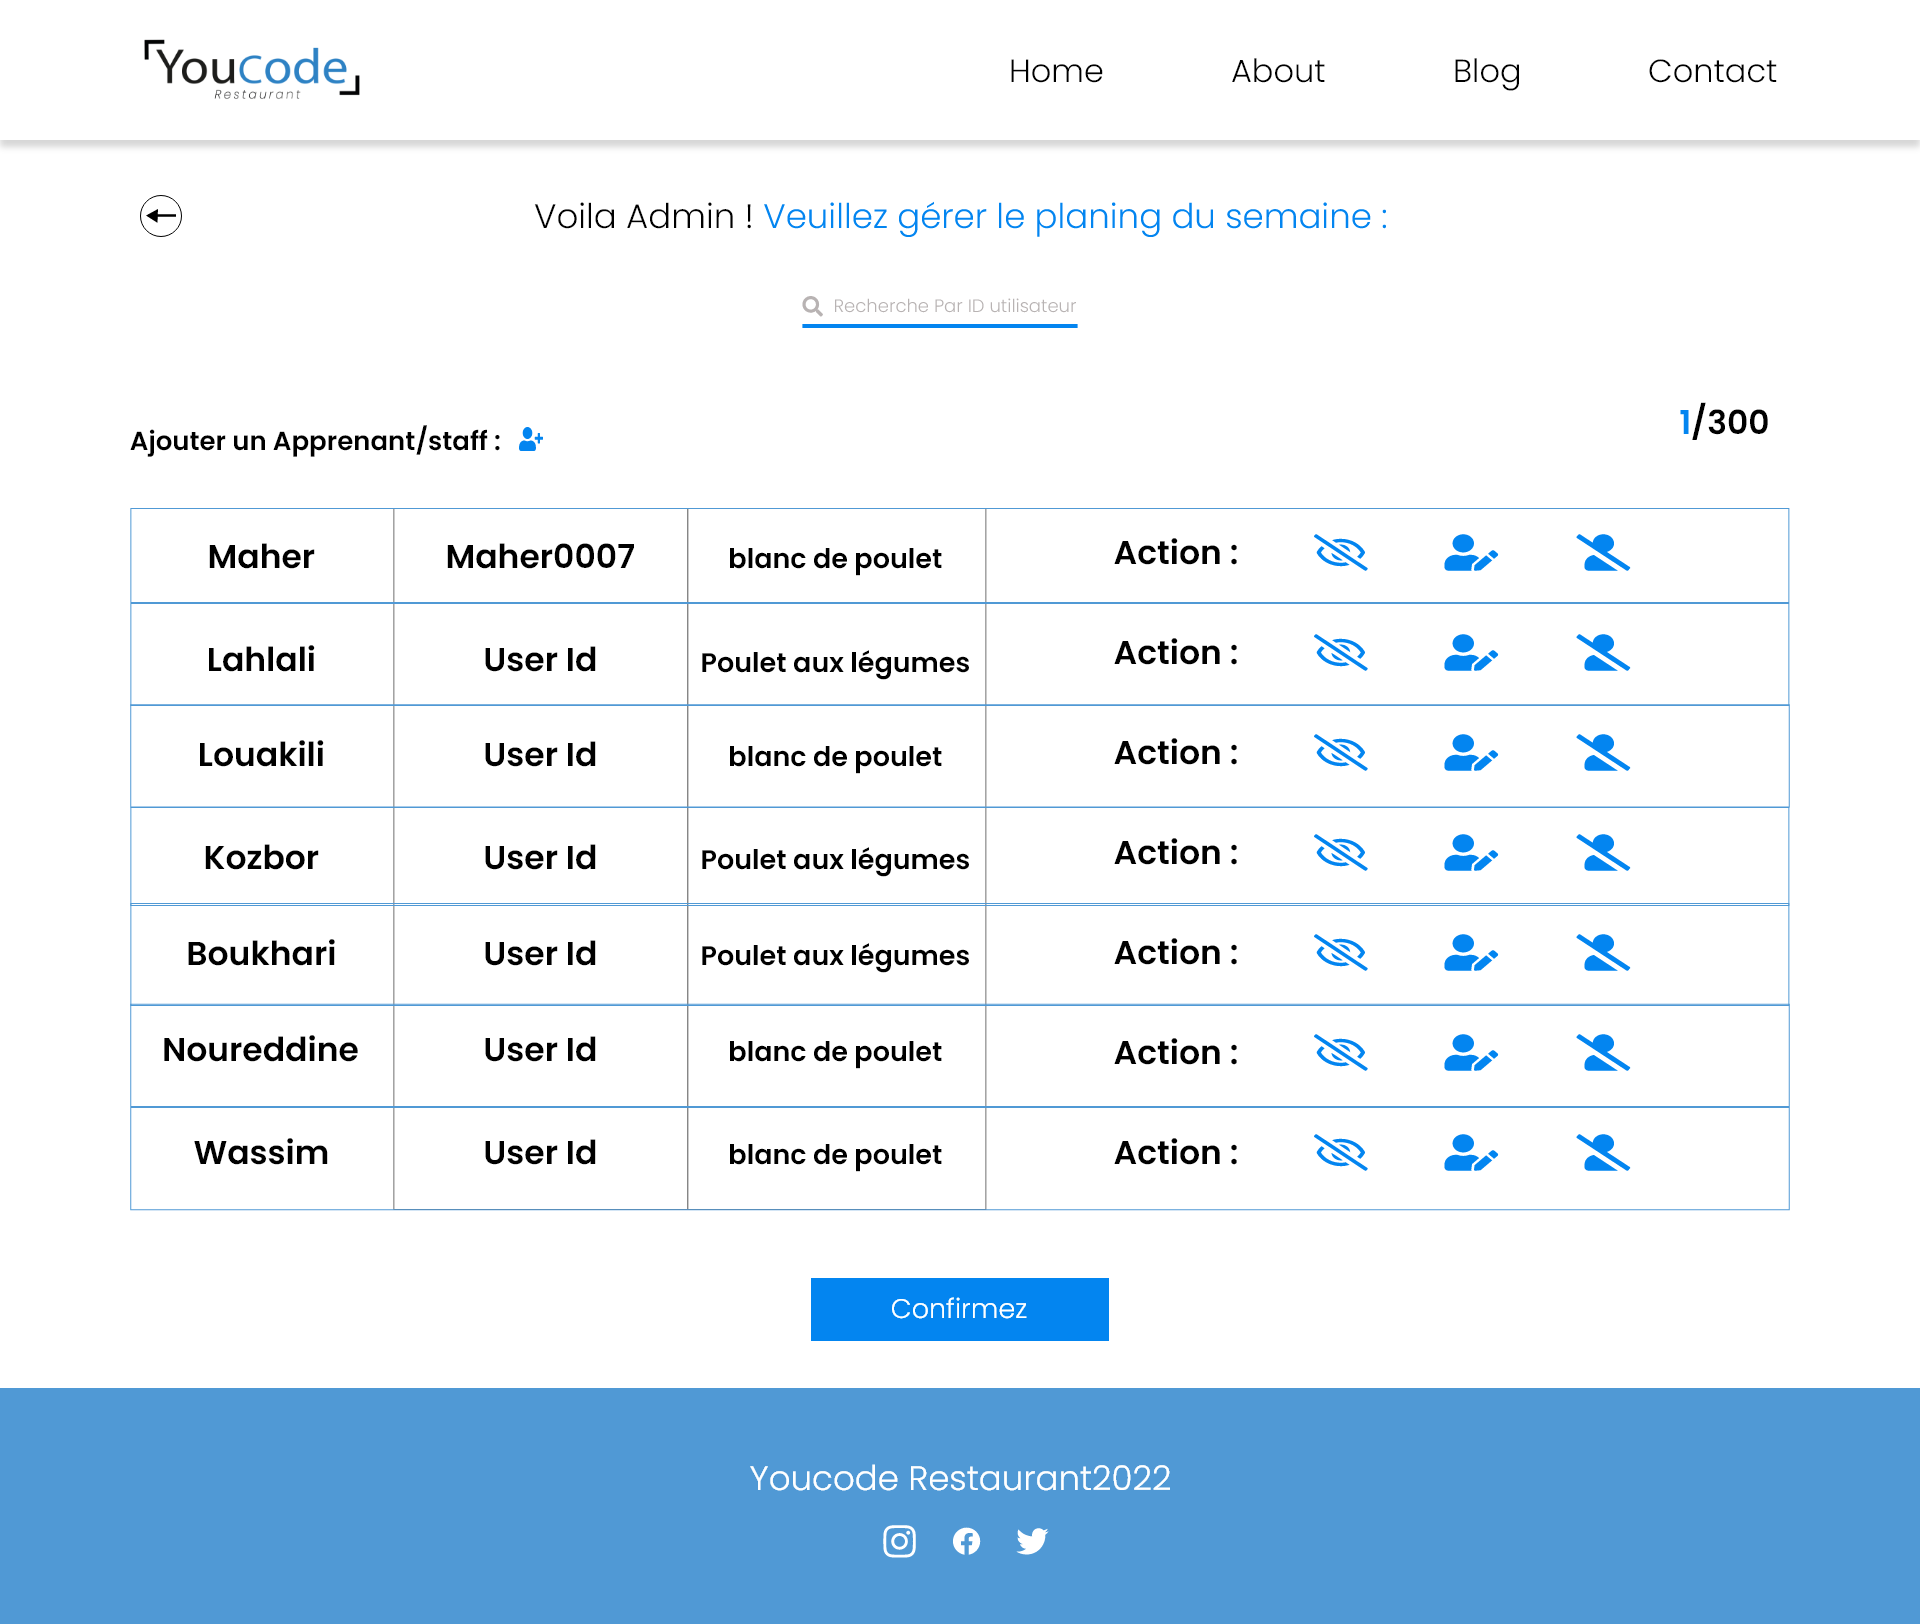 YouCode
Restaurant
Home About Blog Contact
Voila Admin ! Veuillez gérer le planing du semaine :
Recherche Par ID utilisateur
1/300
Ajouter un Apprenant/staff :
Maher Maher0007 blanc de poulet Action :
Lahlali User Id Poulet aux légumes Action :
Louakili User Id blanc de poulet Action :
Kozbor User Id Poulet aux légumes Action :
Boukhari User Id Poulet aux légumes Action :
Noureddine User Id blanc de poulet Action :
Wassim User Id blanc de poulet Action :
Confirmez
Youcode Restaurant2022